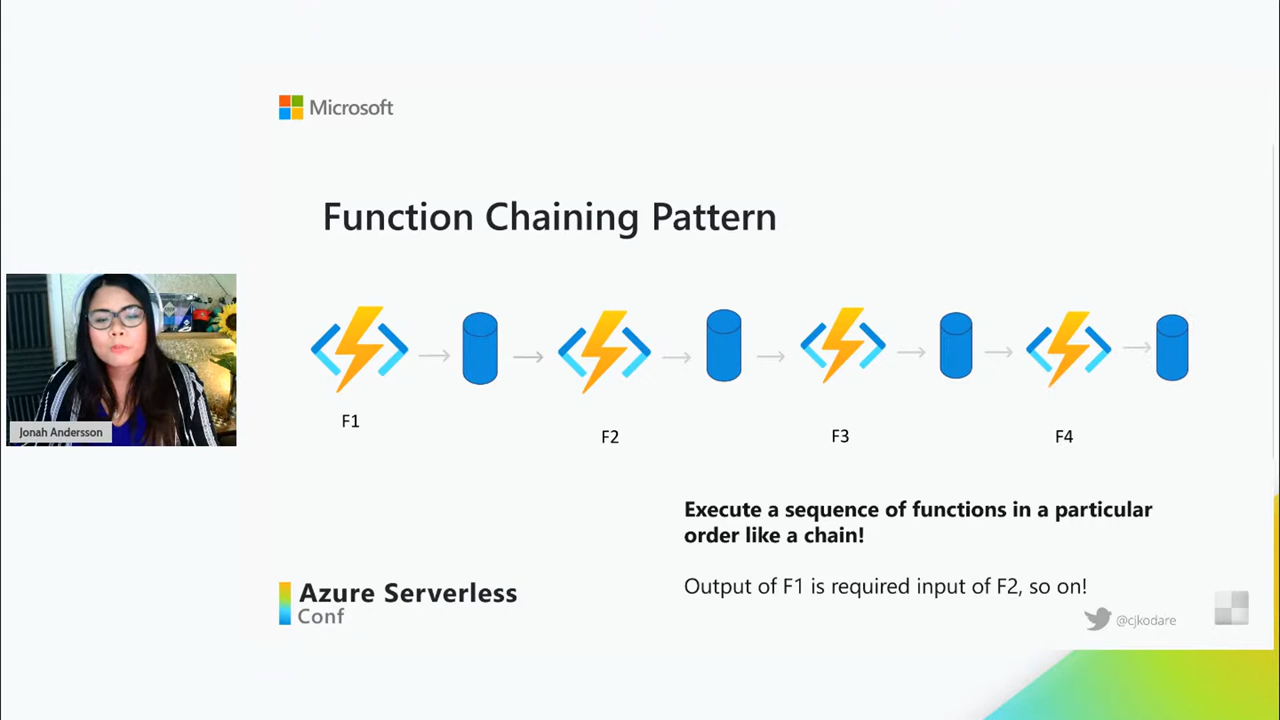 Microsoft
Function Chaining Pattern
F1
F2
F3
F4
Jonah Andersson
Execute a sequence of functions in a particular
order like a chain!
Output of F1 is required input of F2, so on!
Azure Serverless
Conf
@cjkodare